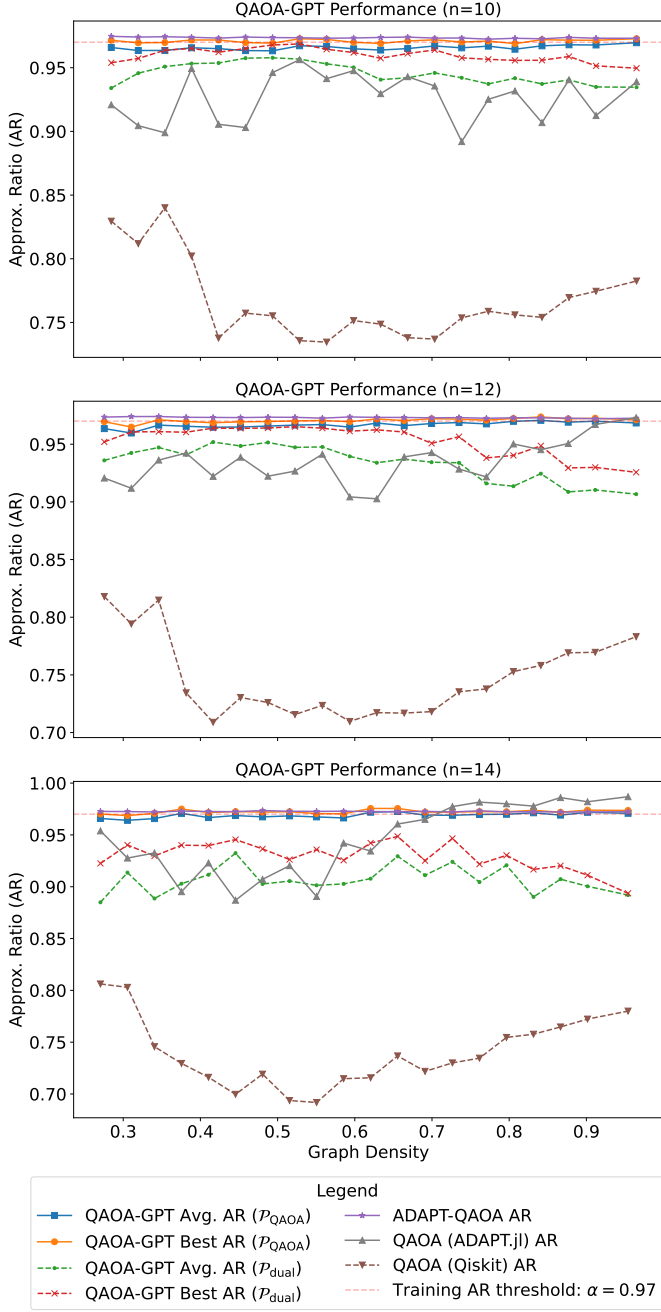 QAOA-GPT Performance (n=10)
Approx. Ratio (AR)
0.95
0.90
0.85
0.80
0.75
QAOA-GPT Performance (n=12)
Approx. Ratio (AR)
0.95
0.90
0.85
0.80
0.75
0.70
QAOA-GPT Performance (n=14)
Approx. Ratio (AR)
1.00
0.95
0.90
0.85
0.80
0.75
0.70
0.3 0.4 0.5 0.6 0.7 0.8 0.9
Graph Density
Legend
QAOA-GPT Avg. AR (𝒫QAOA)
QAOA-GPT Best AR (𝒫QAOA)
QAOA-GPT Avg. AR (𝒫dual)
QAOA-GPT Best AR (𝒫dual)
ADAPT-QAOA AR
QAOA (ADAPT.jl) AR
QAOA (Qiskit) AR
Training AR threshold: α = 0.97